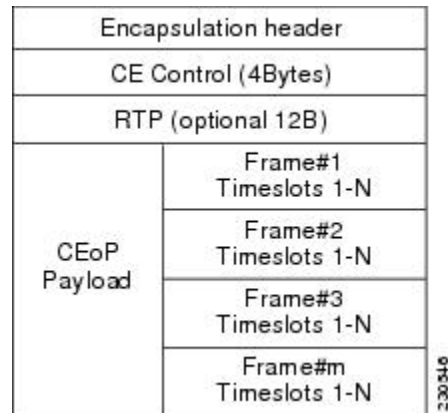 Encapsulation header
CE Control (4Bytes)
RTP (optional 12B)
CEoP
Payload
Frame#1
Timeslots 1-N
Frame#2
Timeslots 1-N
Frame#3
Timeslots 1-N
Frame#m
Timeslots 1-N